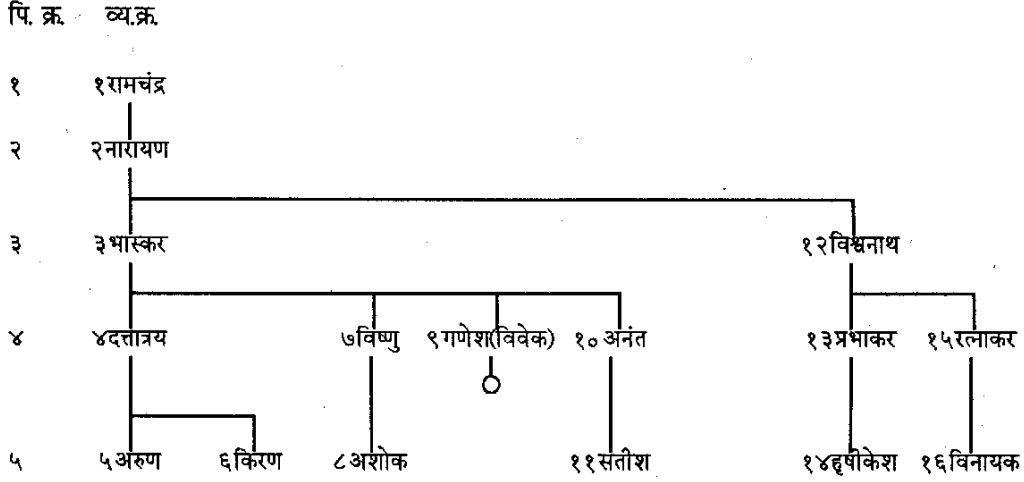 पि. क्र. व्य.क्र.
१ १रामचंद्र
२ २नारायण
३ ३भास्कर १२विश्वनाथ
४ ४दत्तात्रय ७विष्णु ९गणेश(विवेक) १०अनंत १३प्रभाकर १५रत्नाकर
५ ५अरुण ६किरण ८अशोक ११सतीश १४हृषीकेश १६विनायक